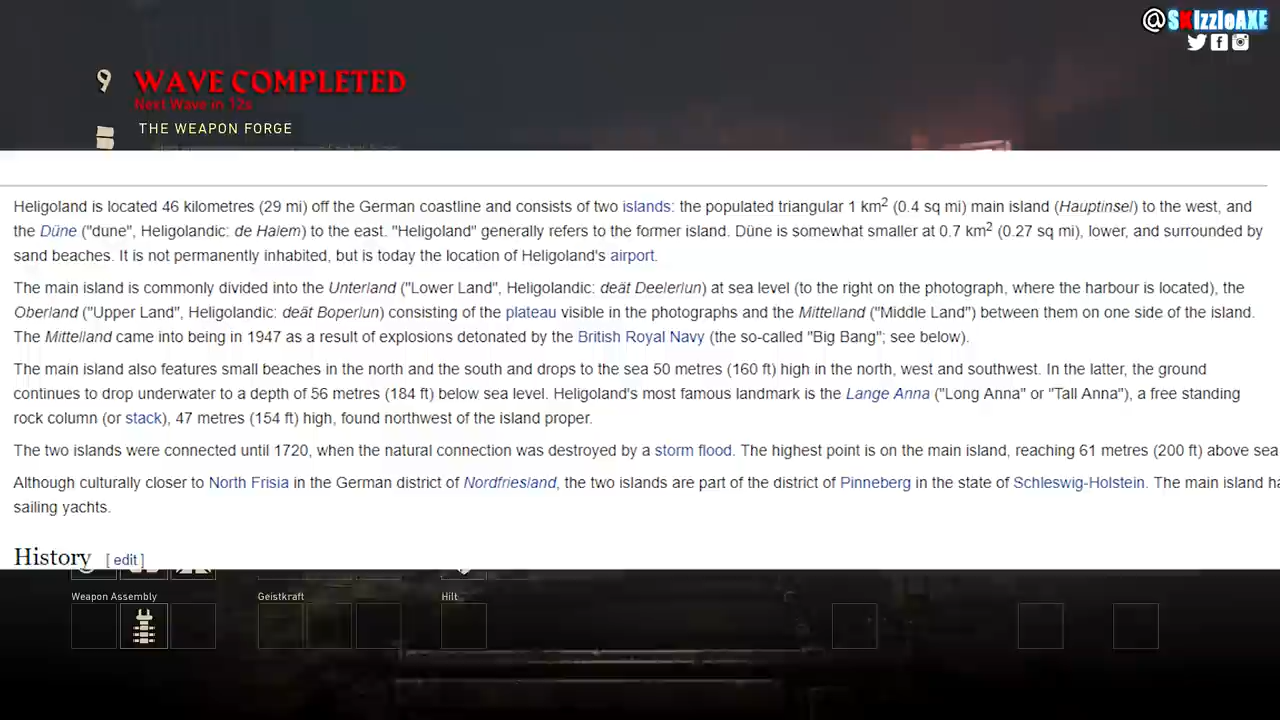 @SKizzleAXE
9 WAVE COMPLETED
Next Wave in 12s
THE WEAPON FORGE
Heligoland is located 46 kilometres (29 mi) off the German coastline and consists of two islands: the populated triangular 1 km² (0.4 sq mi) main island (Hauptinsel) to the west, and
the Düne ("dune", Heligolandic: de Halem) to the east. "Heligoland" generally refers to the former island. Düne is somewhat smaller at 0.7 km² (0.27 sq mi), lower, and surrounded by
sand beaches. It is not permanently inhabited, but is today the location of Heligoland's airport.
The main island is commonly divided into the Unterland ("Lower Land", Heligolandic: deät Deelerlun) at sea level (to the right on the photograph, where the harbour is located), the
Oberland ("Upper Land", Heligolandic: deät Boperlun) consisting of the plateau visible in the photographs and the Mittelland ("Middle Land") between them on one side of the island.
The Mittelland came into being in 1947 as a result of explosions detonated by the British Royal Navy (the so-called "Big Bang"; see below).
The main island also features small beaches in the north and the south and drops to the sea 50 metres (160 ft) high in the north, west and southwest. In the latter, the ground
continues to drop underwater to a depth of 56 metres (184 ft) below sea level. Heligoland's most famous landmark is the Lange Anna ("Long Anna" or "Tall Anna"), a free standing
rock column (or stack), 47 metres (154 ft) high, found northwest of the island proper.
The two islands were connected until 1720, when the natural connection was destroyed by a storm flood. The highest point is on the main island, reaching 61 metres (200 ft) above sea
Although culturally closer to North Frisia in the German district of Nordfriesland, the two islands are part of the district of Pinneberg in the state of Schleswig-Holstein. The main island ha
sailing yachts.
History [ edit ]
Weapon Assembly Geistkraft Hilt